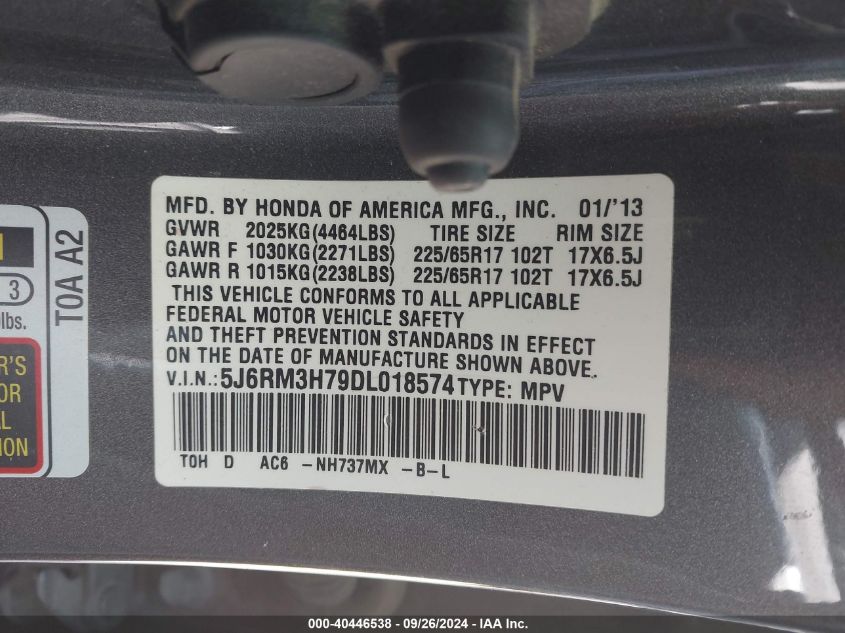 MFD. BY HONDA OF AMERICA MFG., INC. 01/'13
GVWR 2025KG(4464LBS) TIRE SIZE RIM SIZE
GAWR F 1030KG(2271LBS) 225/65R17 102T 17X6.5J
GAWR R 1015KG(2238LBS) 225/65R17 102T 17X6.5J
THIS VEHICLE CONFORMS TO ALL APPLICABLE
FEDERAL MOTOR VEHICLE SAFETY
AND THEFT PREVENTION STANDARDS IN EFFECT
ON THE DATE OF MANUFACTURE SHOWN ABOVE.
V.I.N.: 5J6RM3H79DL018574 TYPE: MPV
TOH D AC6 -NH737MX -B-L
3
lbs.
TOA A2
000-40446538 - 09/26/2024 - IAA Inc.